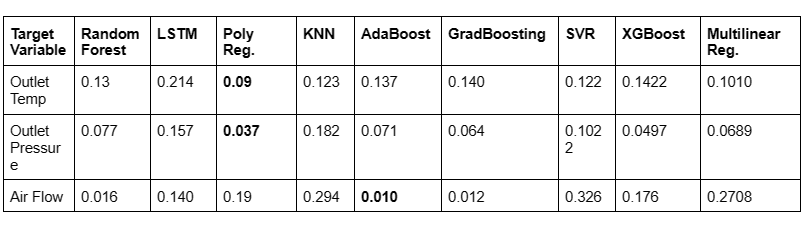 Target Variable | Random Forest | LSTM | Poly Reg. | KNN | AdaBoost | GradBoosting | SVR | XGBoost | Multilinear Reg.
Outlet Temp | 0.13 | 0.214 | 0.09 | 0.123 | 0.137 | 0.140 | 0.122 | 0.1422 | 0.1010
Outlet Pressure | 0.077 | 0.157 | 0.037 | 0.182 | 0.071 | 0.064 | 0.1022 | 0.0497 | 0.0689
Air Flow | 0.016 | 0.140 | 0.19 | 0.294 | 0.010 | 0.012 | 0.326 | 0.176 | 0.2708